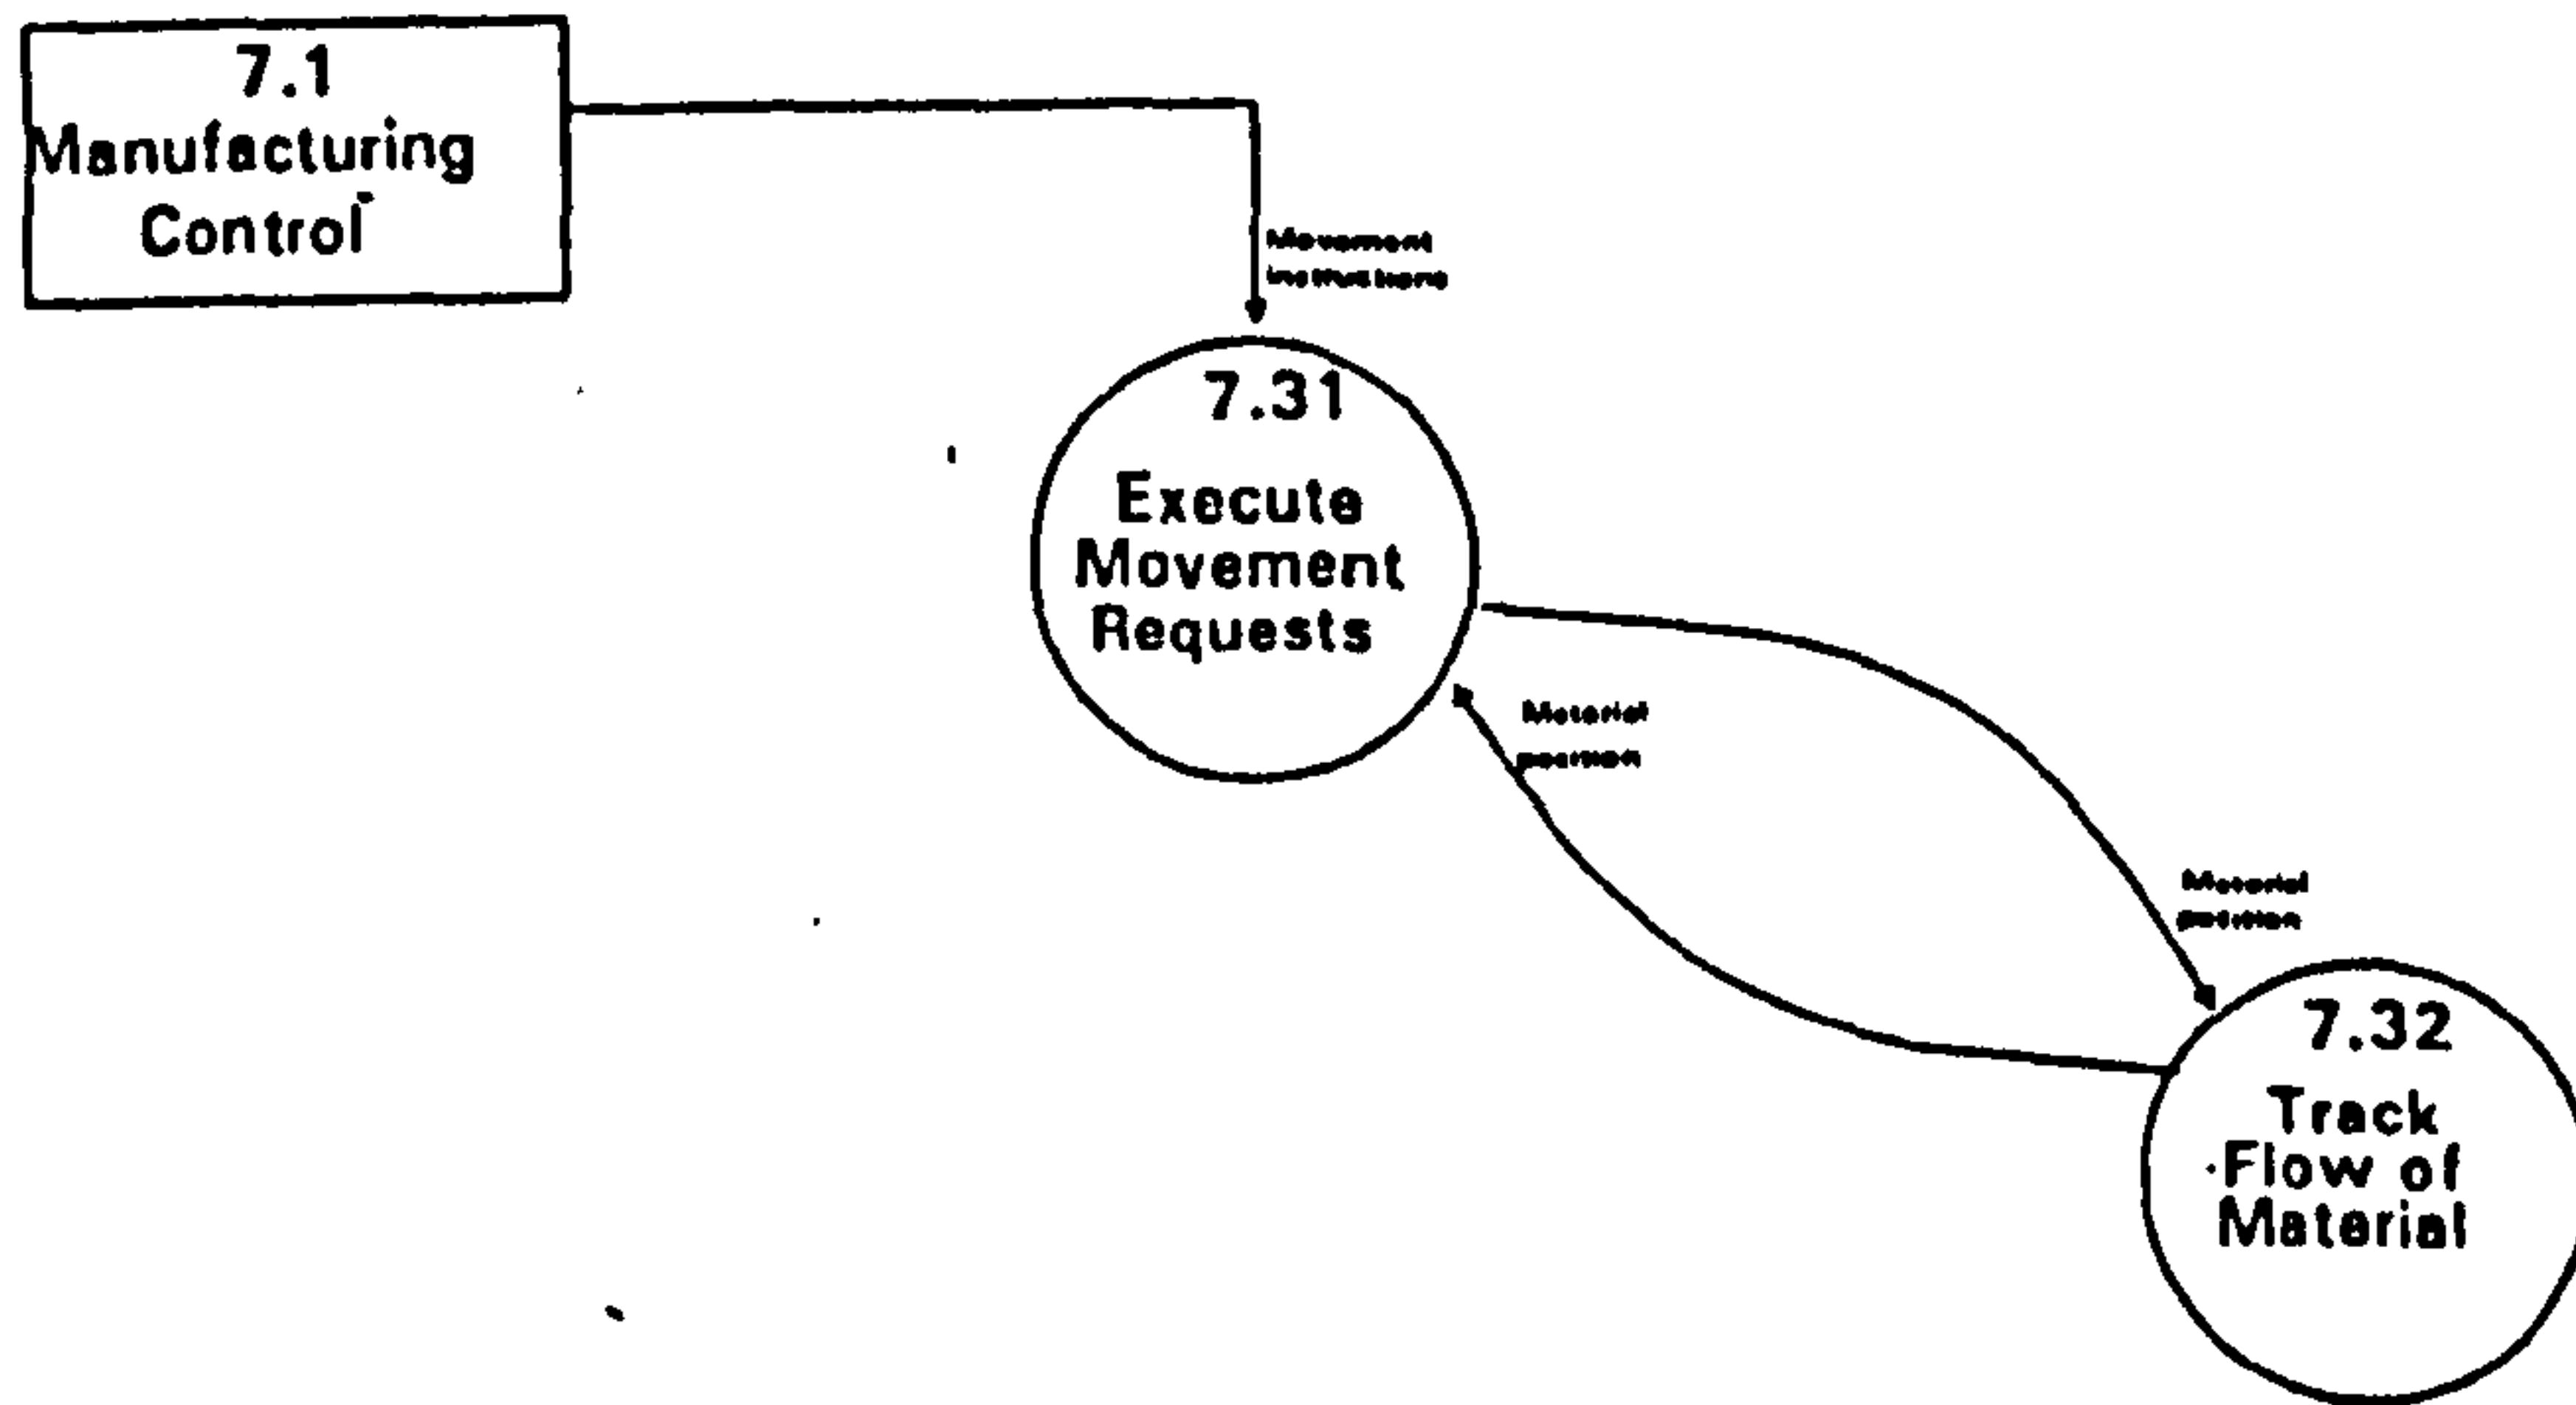 7.1
Manufacturing
Control
Movement
instructions
7.31
Execute
Movement
Requests
Material
position
Material
position
7.32
Track
Flow of
Material